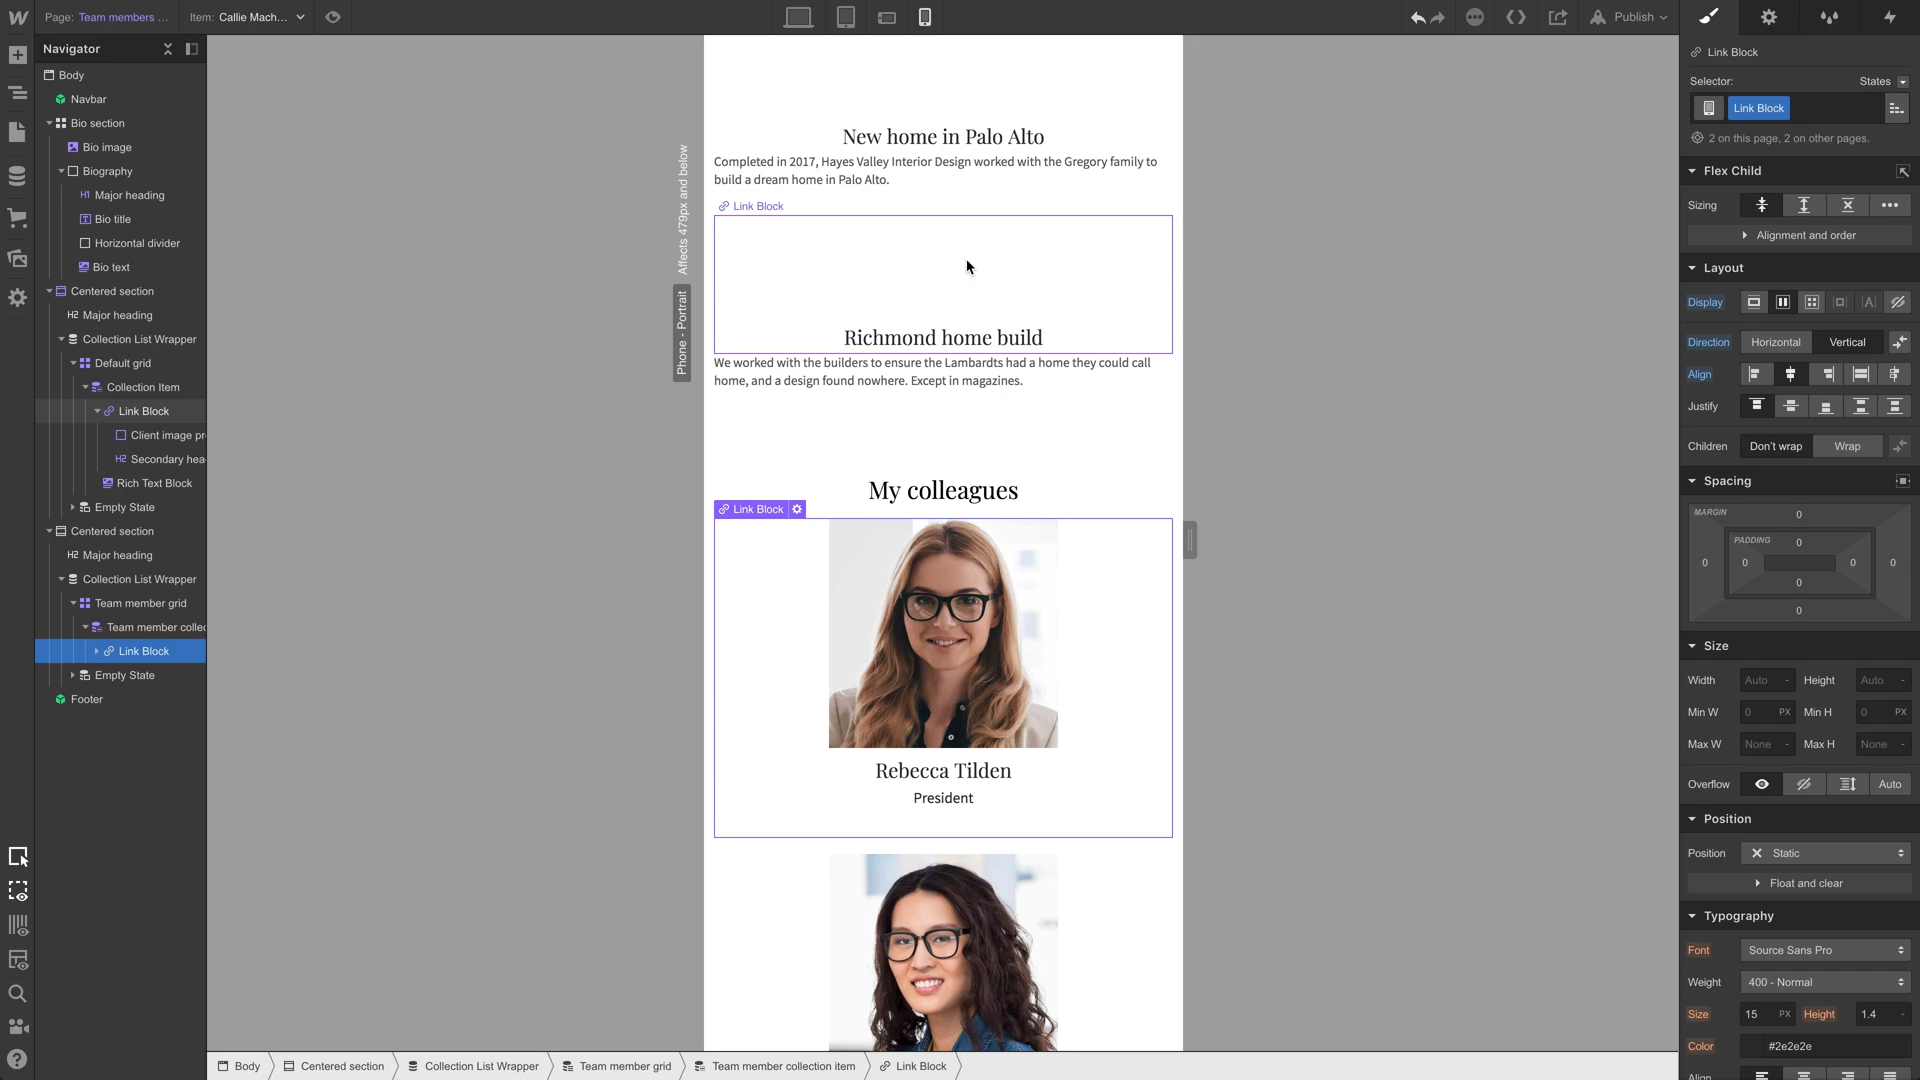 Page: Team members ...
Item: Callie Mach...
Publish
Navigator
Body
Navbar
Bio section
Bio image
Biography
H1 Major heading
Bio title
Horizontal divider
Bio text
Centered section
H2 Major heading
Collection List Wrapper
Default grid
Collection Item
Link Block
Client image pr
H2 Secondary hea
Rich Text Block
Empty State
Centered section
H2 Major heading
Collection List Wrapper
Team member grid
Team member collec
Link Block
Empty State
Footer
Affects 479px and below
Phone - Portrait
New home in Palo Alto
Completed in 2017, Hayes Valley Interior Design worked with the Gregory family to
build a dream home in Palo Alto.
Link Block
Richmond home build
We worked with the builders to ensure the Lambardts had a home they could call
home, and a design found nowhere. Except in magazines.
My colleagues
Link Block
Rebecca Tilden
President
Body
Centered section
Collection List Wrapper
Team member grid
Team member collection item
Link Block
Link Block
Selector:
States
Link Block
2 on this page, 2 on other pages.
Flex Child
Sizing
Alignment and order
Layout
Display
Direction
Horizontal
Vertical
Align
Justify
Children
Don't wrap
Wrap
Spacing
MARGIN
0
PADDING
0
0
0
0
0
0
0
Size
Width
Auto -
Height
Auto -
Min W
0 PX
Min H
0 PX
Max W
None -
Max H
None -
Overflow
Auto
Position
Position
Static
Float and clear
Typography
Font
Source Sans Pro
Weight
400 - Normal
Size
15 PX
Height
1.4 -
Color
#2e2e2e
Align